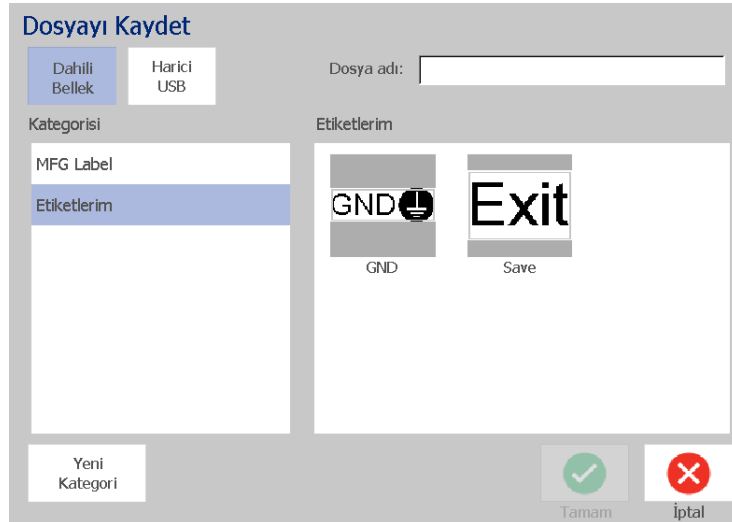 Dosyayı Kaydet
Dahili
Bellek
Harici
USB
Dosya adı:
Kategorisi
Etiketlerim
MFG Label
Etiketlerim
GND
Exit
GND
Save
Yeni
Kategori
Tamam
İptal